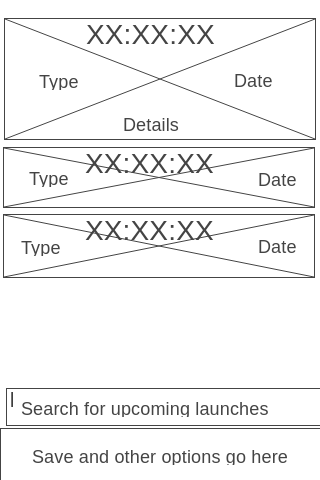 XX:XX:XX
Type
Date
Details
XX:XX:XX
Type
Date
XX:XX:XX
Type
Date
Search for upcoming launches
Save and other options go here